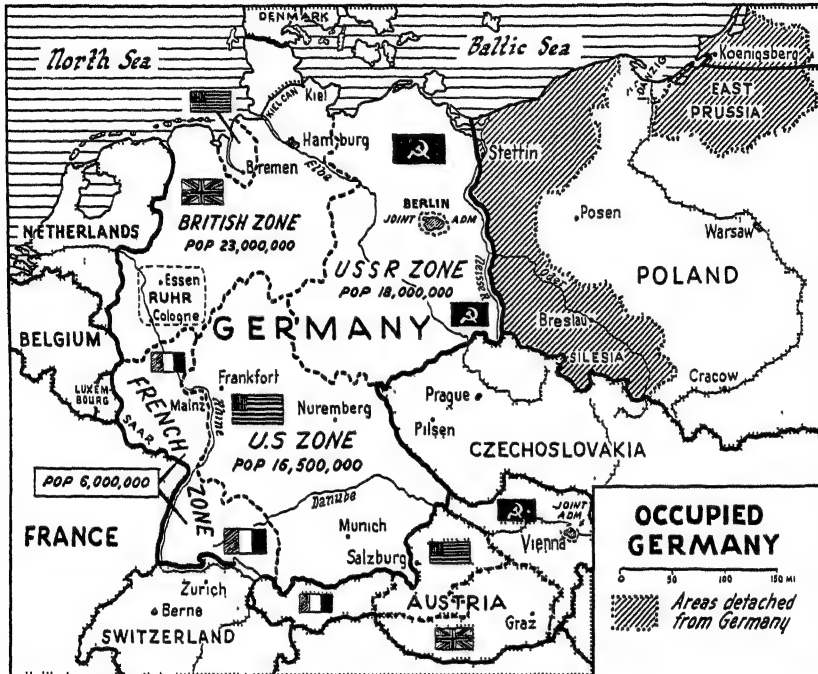 DENMARK
North Sea
Baltic Sea
Koenigsberg
DANZIG
EAST
PRUSSIA
KIEL CAN
Kiel
Hamburg
Elbe
Stettin
Bremen
BERLIN
JOINT ADM
NETHERLANDS
BRITISH ZONE
POP 23,000,000
Posen
Warsaw
USSR ZONE
POP 18,000,000
Neisse R.
Oder
POLAND
Essen
RUHR
Cologne
GERMANY
Breslau
SILESIA
BELGIUM
LUXEM-
BOURG
Cracow
FRENCH
ZONE
Mainz
Rhine
SAAR
Frankfort
Nuremberg
U.S ZONE
POP 16,500,000
Prague
Pilsen
CZECHOSLOVAKIA
POP 6,000,000
Danube
FRANCE
Munich
Salzburg
JOINT
ADM
Vienna
Zurich
Berne
SWITZERLAND
AUSTRIA
Graz
OCCUPIED
GERMANY
0 50 100 150 MI
Areas detached
from Germany